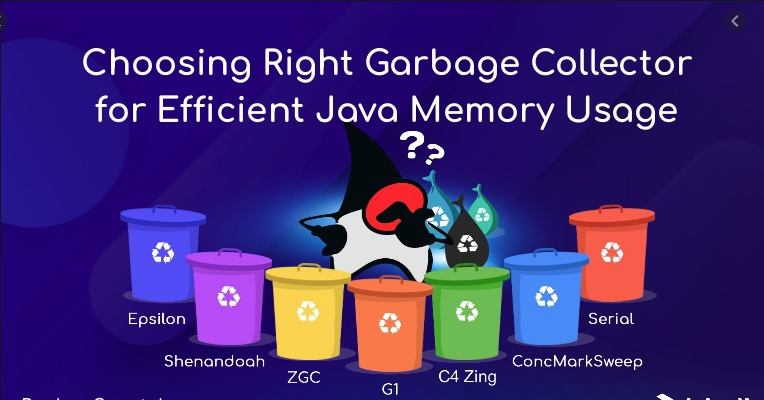 Choosing Right Garbage Collector
for Efficient Java Memory Usage
??
Epsilon
Serial
Shenandoah
ConcMarkSweep
ZGC
C4 Zing
G1